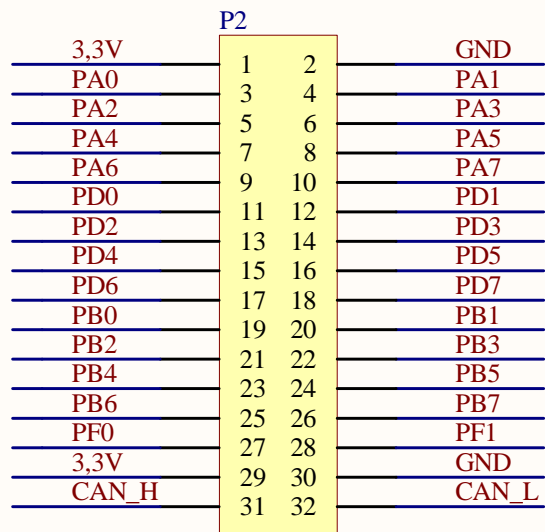 P2
3,3V 1 2 GND
PA0 3 4 PA1
PA2 5 6 PA3
PA4 7 8 PA5
PA6 9 10 PA7
PD0 11 12 PD1
PD2 13 14 PD3
PD4 15 16 PD5
PD6 17 18 PD7
PB0 19 20 PB1
PB2 21 22 PB3
PB4 23 24 PB5
PB6 25 26 PB7
PF0 27 28 PF1
3,3V 29 30 GND
CAN_H 31 32 CAN_L